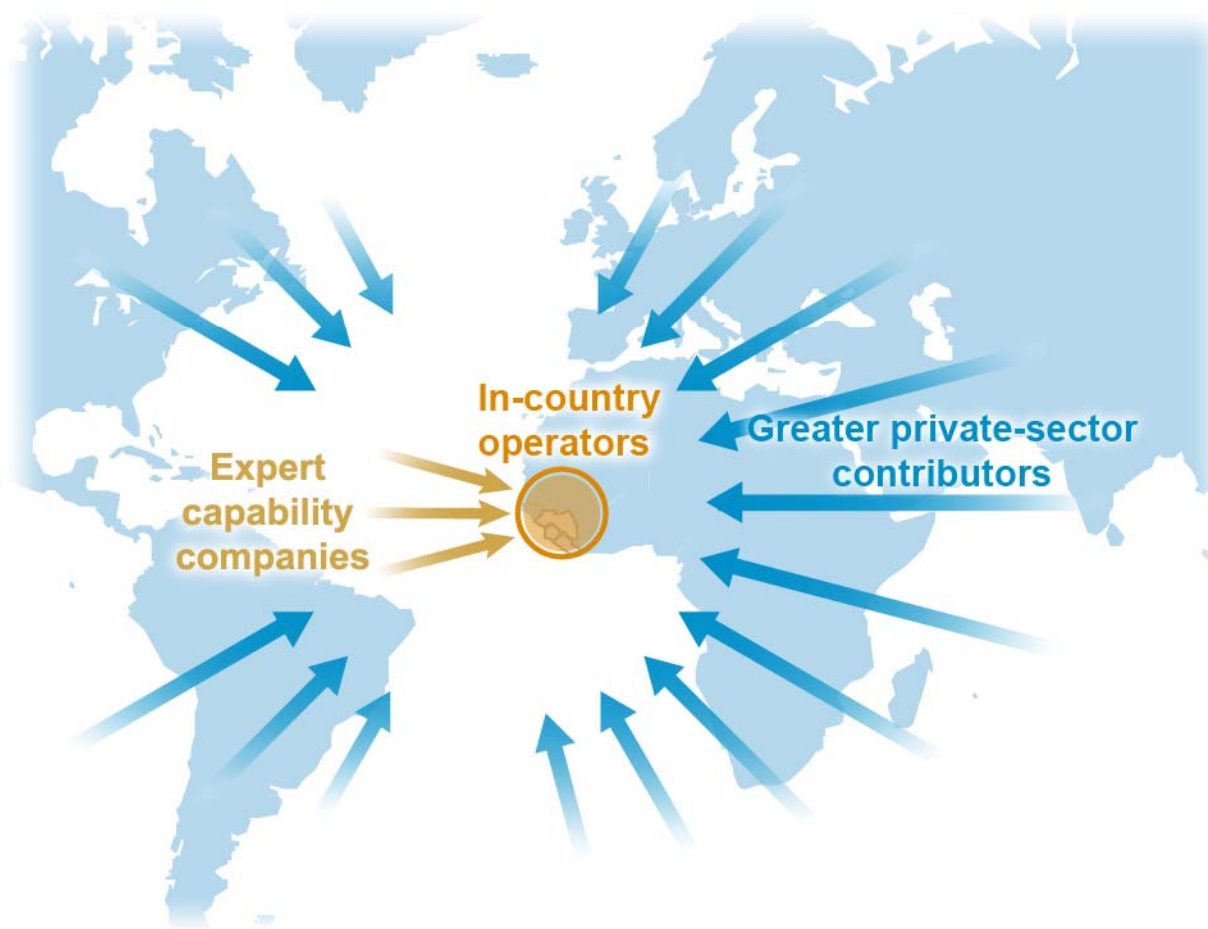 In-country
operators
Greater private-sector
contributors
Expert
capability
companies